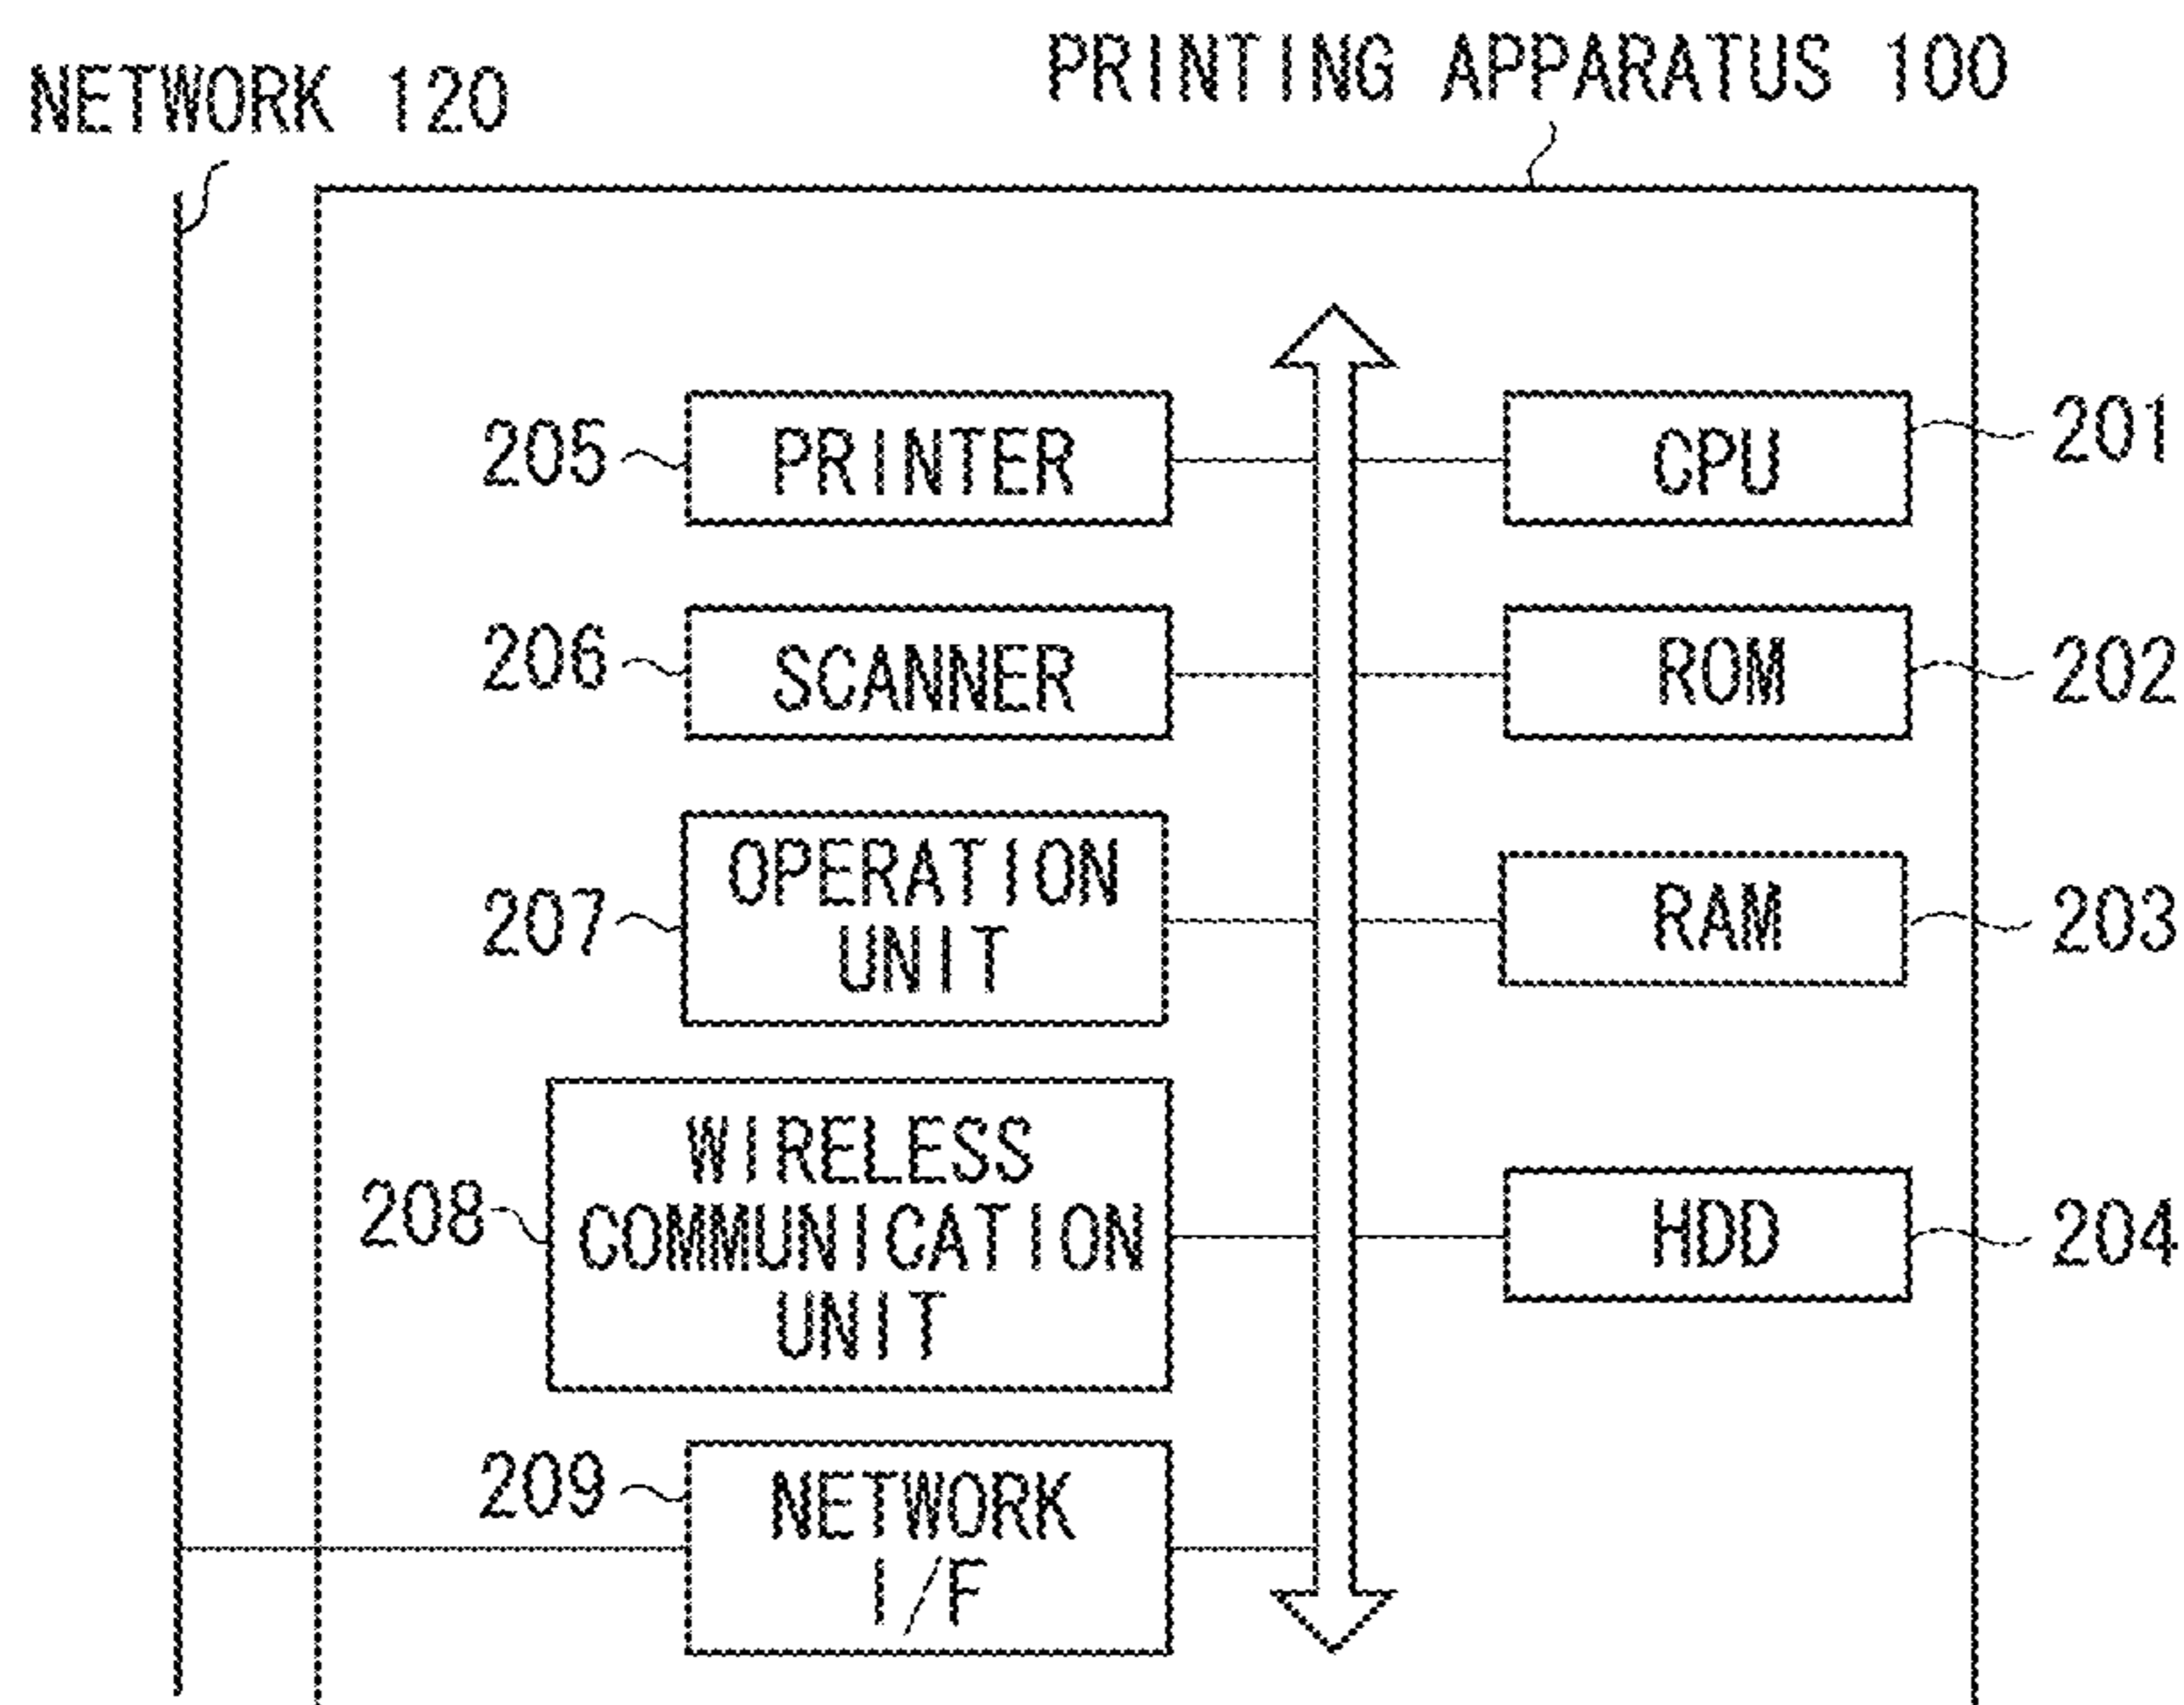 PRINTING APPARATUS 100
NETWORK 120
205
PRINTER
CPU
201
206
SCANNER
ROM
202
207
OPERATION
UNIT
RAM
203
208
WIRELESS
COMMUNICATION
UNIT
HDD
204
209
NETWORK
I/F